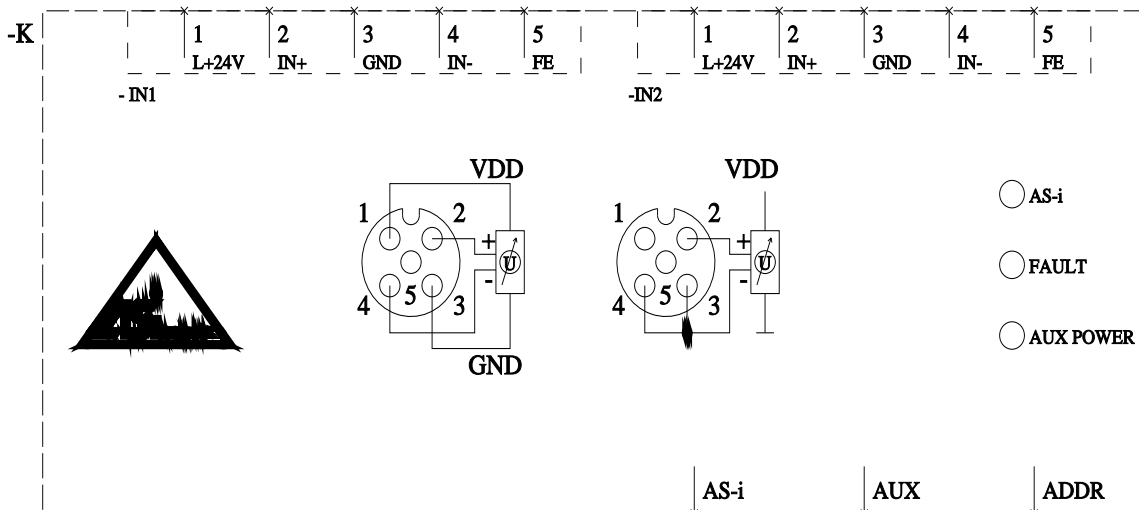 -K
1 2 3 4 5
L+24V IN+ GND IN- FE
- IN1
1 2 3 4 5
L+24V IN+ GND IN- FE
-IN2
VDD
1 2
+
U
-
4 5 3
GND
VDD
1 2
+
U
-
4 5 3
AS-i
FAULT
AUX POWER
AS-i AUX ADDR